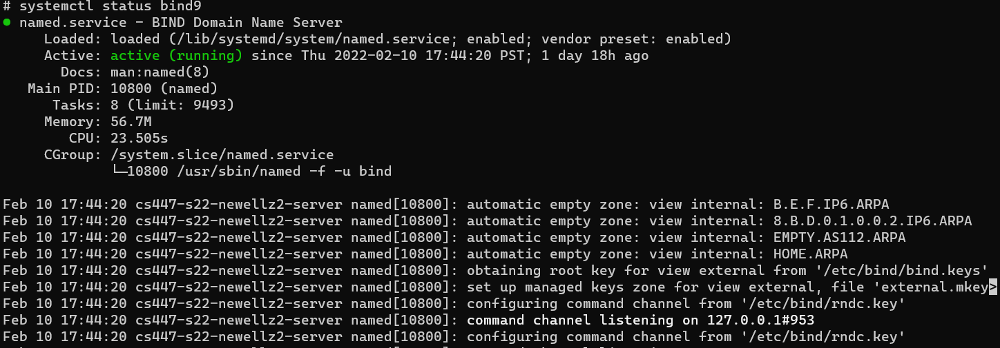 # systemctl status bind9
● named.service - BIND Domain Name Server
     Loaded: loaded (/lib/systemd/system/named.service; enabled; vendor preset: enabled)
     Active: active (running) since Thu 2022-02-10 17:44:20 PST; 1 day 18h ago
       Docs: man:named(8)
   Main PID: 10800 (named)
      Tasks: 8 (limit: 9493)
     Memory: 56.7M
        CPU: 23.505s
     CGroup: /system.slice/named.service
             └─10800 /usr/sbin/named -f -u bind

Feb 10 17:44:20 cs447-s22-newellz2-server named[10800]: automatic empty zone: view internal: B.E.F.IP6.ARPA
Feb 10 17:44:20 cs447-s22-newellz2-server named[10800]: automatic empty zone: view internal: 8.B.D.0.1.0.0.2.IP6.ARPA
Feb 10 17:44:20 cs447-s22-newellz2-server named[10800]: automatic empty zone: view internal: EMPTY.AS112.ARPA
Feb 10 17:44:20 cs447-s22-newellz2-server named[10800]: automatic empty zone: view internal: HOME.ARPA
Feb 10 17:44:20 cs447-s22-newellz2-server named[10800]: obtaining root key for view external from '/etc/bind/bind.keys'
Feb 10 17:44:20 cs447-s22-newellz2-server named[10800]: set up managed keys zone for view external, file 'external.mkey>
Feb 10 17:44:20 cs447-s22-newellz2-server named[10800]: configuring command channel from '/etc/bind/rndc.key'
Feb 10 17:44:20 cs447-s22-newellz2-server named[10800]: command channel listening on 127.0.0.1#953
Feb 10 17:44:20 cs447-s22-newellz2-server named[10800]: configuring command channel from '/etc/bind/rndc.key'